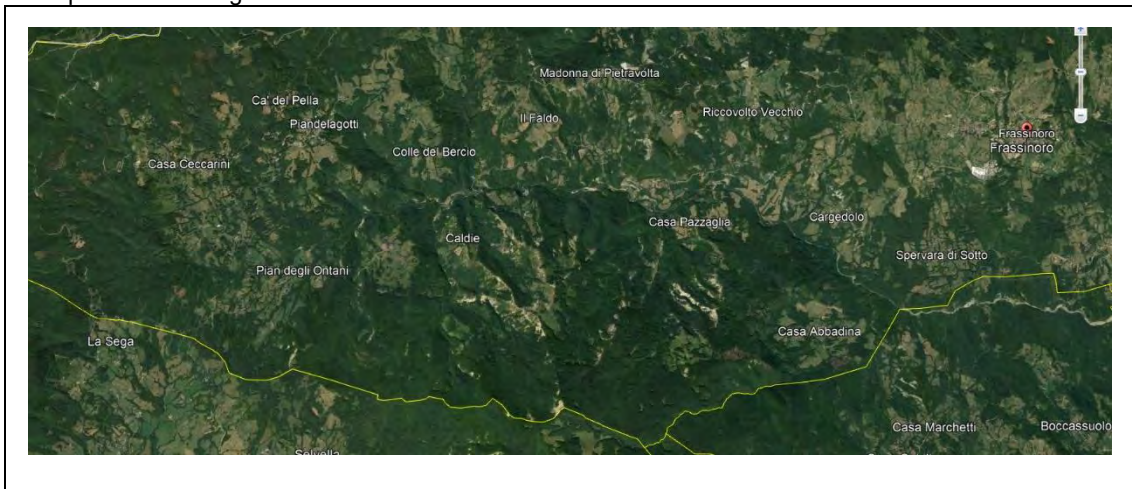 Madonna di Pietravolta
Ca' del Pella
Il Faldo
Riccovolto Vecchio
Piandelagotti
Frassinoro
Frassinoro
Colle del Bercio
Casa Ceccarini
Cargedolo
Casa Pazzaglia
Caldie
Spervara di Sotto
Pian degli Ontani
Casa Abbadina
La Sega
Casa Marchetti
Boccassuolo